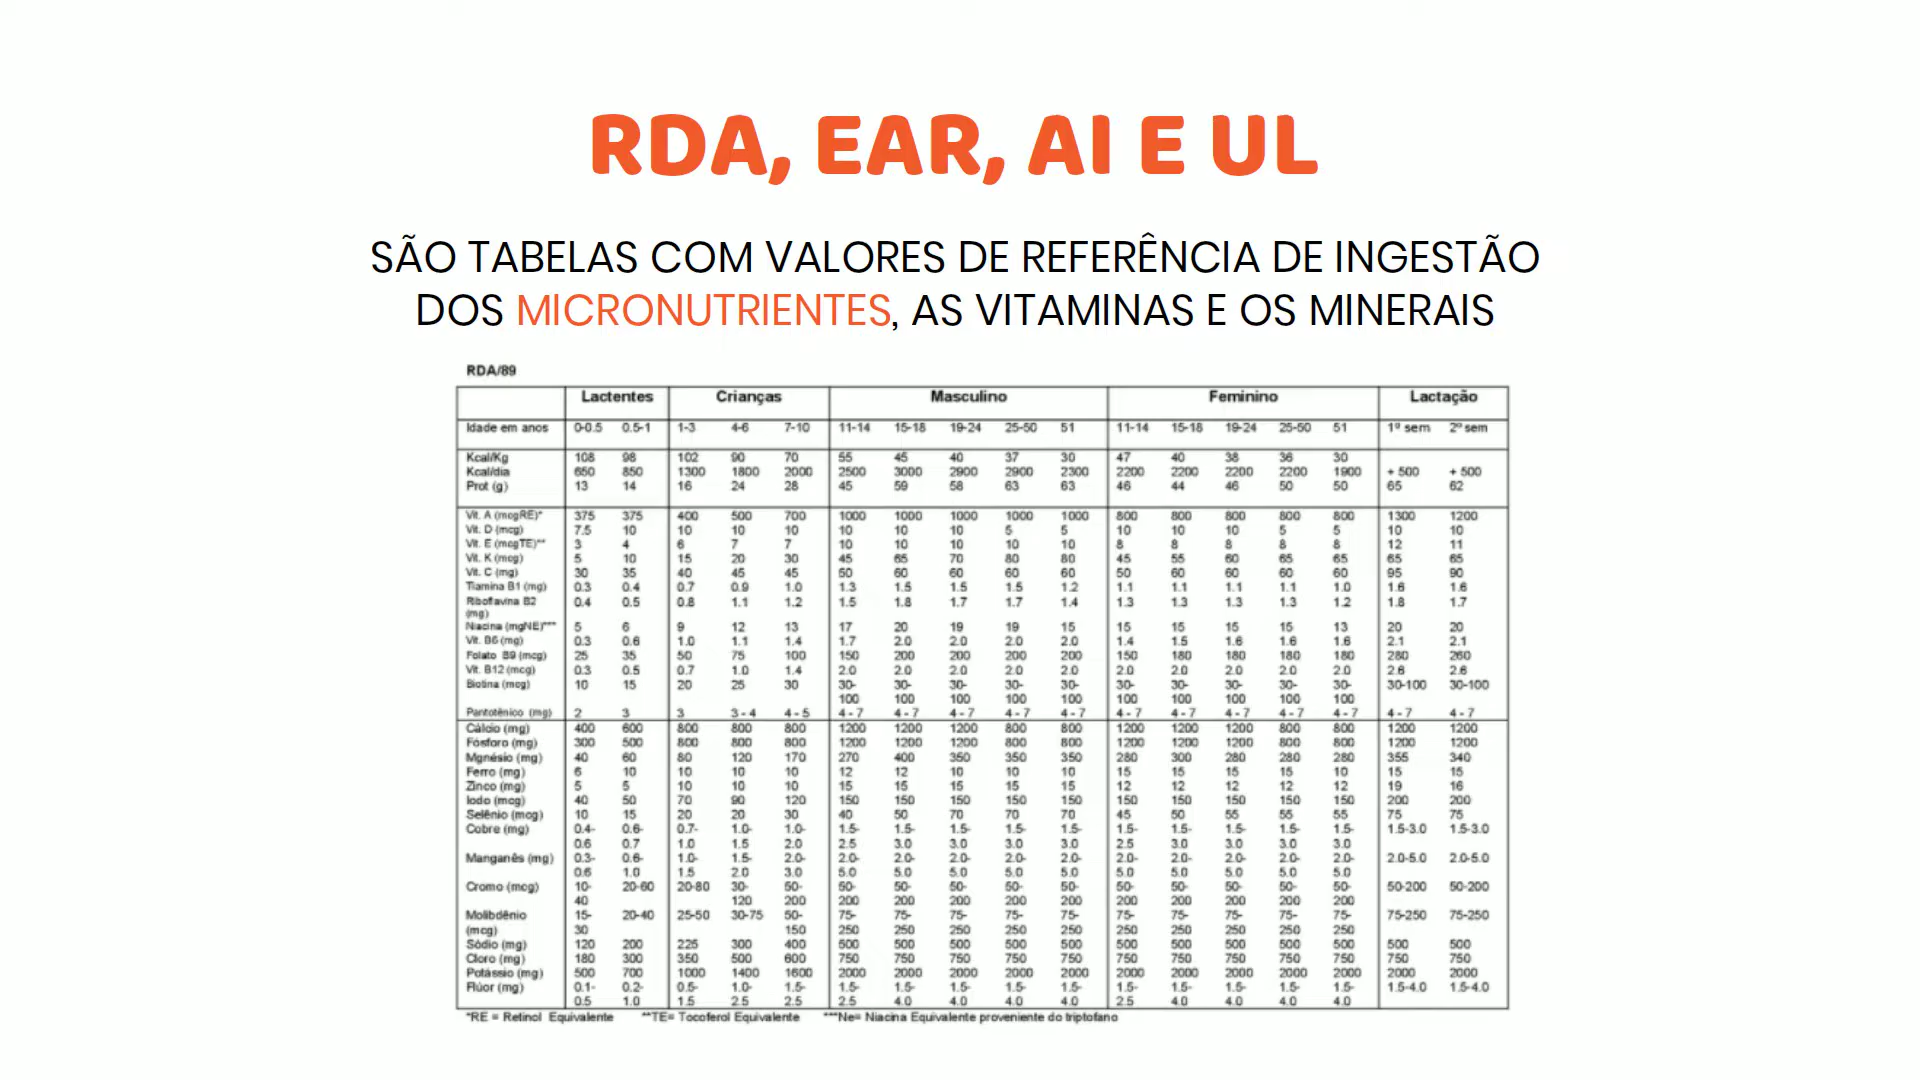 RDA, EAR, AI E UL
SÃO TABELAS COM VALORES DE REFERÊNCIA DE INGESTÃO
DOS MICRONUTRIENTES, AS VITAMINAS E OS MINERAIS
RDA/89
Lactentes Crianças Masculino Feminino Lactação
Idade em anos 0-0.5 0.5-1 1-3 4-6 7-10 11-14 15-18 19-24 25-50 51 11-14 15-18 19-24 25-50 51 1º sem 2º sem
Kcal/Kg 108 98 102 90 70 55 45 40 37 30 47 40 38 36 30
Kcal/dia 650 850 1300 1800 2000 2500 3000 2900 2900 2300 2200 2200 2200 2200 1900 + 500 + 500
Prot (g) 13 14 16 24 28 45 59 58 63 63 46 44 46 50 50 65 62
Vit. A (mcgRE)* 375 375 400 500 700 1000 1000 1000 1000 1000 800 800 800 800 800 1300 1200
Vit. D (mcg) 7.5 10 10 10 10 10 10 10 5 5 10 10 10 5 5 10 10
Vit. E (mcgTE)** 3 4 6 7 7 10 10 10 10 10 8 8 8 8 8 12 11
Vit. K (mcg) 5 10 15 20 30 45 65 70 80 80 45 55 60 65 65 65 65
Vit. C (mg) 30 35 40 45 45 50 60 60 60 60 50 60 60 60 60 95 90
Tiamina B1 (mg) 0.3 0.4 0.7 0.9 1.0 1.3 1.5 1.5 1.5 1.2 1.1 1.1 1.1 1.1 1.0 1.6 1.6
Riboflavina B2 0.4 0.5 0.8 1.1 1.2 1.5 1.8 1.7 1.7 1.4 1.3 1.3 1.3 1.3 1.2 1.8 1.7
(mg)
Niacina (mgNE)*** 5 6 9 12 13 17 20 19 19 15 15 15 15 15 13 20 20
Vit. B6 (mg) 0.3 0.6 1.0 1.1 1.4 1.7 2.0 2.0 2.0 2.0 1.4 1.5 1.6 1.6 1.6 2.1 2.1
Folato B9 (mcg) 25 35 50 75 100 150 200 200 200 200 150 180 180 180 180 280 260
Vit. B12 (mcg) 0.3 0.5 0.7 1.0 1.4 2.0 2.0 2.0 2.0 2.0 2.0 2.0 2.0 2.0 2.0 2.6 2.6
Biotina (mcg) 10 15 20 25 30 30- 30- 30- 30- 30- 30- 30- 30- 30- 30- 30-100 30-100
100 100 100 100 100 100 100 100 100 100
Pantotênico (mg) 2 3 3 3 - 4 4 - 5 4 - 7 4 - 7 4 - 7 4 - 7 4 - 7 4 - 7 4 - 7 4 - 7 4 - 7 4 - 7 4 - 7 4 - 7
Cálcio (mg) 400 600 800 800 800 1200 1200 1200 800 800 1200 1200 1200 800 800 1200 1200
Fósforo (mg) 300 500 800 800 800 1200 1200 1200 800 800 1200 1200 1200 800 800 1200 1200
Mgnésio (mg) 40 60 80 120 170 270 400 350 350 350 280 300 280 280 280 355 340
Ferro (mg) 6 10 10 10 10 12 12 10 10 10 15 15 15 15 10 15 15
Zinco (mg) 5 5 10 10 10 15 15 15 15 15 12 12 12 12 12 19 16
Iodo (mcg) 40 50 70 90 120 150 150 150 150 150 150 150 150 150 150 200 200
Selênio (mcg) 10 15 20 20 30 40 50 70 70 70 45 50 55 55 55 75 75
Cobre (mg) 0.4- 0.6- 0.7- 1.0- 1.0- 1.5- 1.5- 1.5- 1.5- 1.5- 1.5- 1.5- 1.5- 1.5- 1.5- 1.5-3.0 1.5-3.0
0.6 0.7 1.0 1.5 2.0 2.5 3.0 3.0 3.0 3.0 2.5 3.0 3.0 3.0 3.0
Manganês (mg) 0.3- 0.6- 1.0- 1.5- 2.0- 2.0- 2.0- 2.0- 2.0- 2.0- 2.0- 2.0- 2.0- 2.0- 2.0- 2.0-5.0 2.0-5.0
0.6 1.0 1.5 2.0 3.0 5.0 5.0 5.0 5.0 5.0 5.0 5.0 5.0 5.0 5.0
Cromo (mcg) 10- 20-60 20-80 30- 50- 50- 50- 50- 50- 50- 50- 50- 50- 50- 50- 50-200 50-200
40 120 200 200 200 200 200 200 200 200 200 200 200
Molibdênio 15- 20-40 25-50 30-75 50- 75- 75- 75- 75- 75- 75- 75- 75- 75- 75- 75-250 75-250
(mcg) 30 150 250 250 250 250 250 250 250 250 250 250
Sódio (mg) 120 200 225 300 400 500 500 500 500 500 500 500 500 500 500 500 500
Cloro (mg) 180 300 350 500 600 750 750 750 750 750 750 750 750 750 750 750 750
Potássio (mg) 500 700 1000 1400 1600 2000 2000 2000 2000 2000 2000 2000 2000 2000 2000 2000 2000
Flúor (mg) 0.1- 0.2- 0.5- 1.0- 1.5- 1.5- 1.5- 1.5- 1.5- 1.5- 1.5- 1.5- 1.5- 1.5- 1.5- 1.5-4.0 1.5-4.0
0.5 1.0 1.5 2.5 2.5 2.5 4.0 4.0 4.0 4.0 2.5 4.0 4.0 4.0 4.0
*RE = Retinol Equivalente **TE= Tocoferol Equivalente ***Ne= Niacina Equivalente proveniente do triptofano